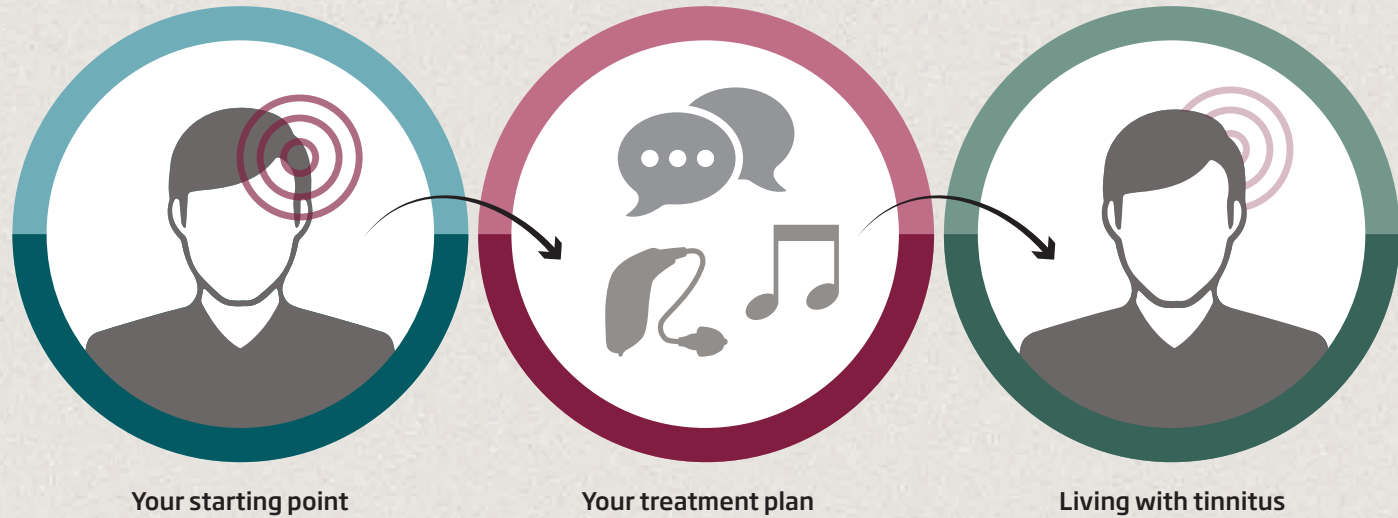 Your starting point
Your treatment plan
Living with tinnitus